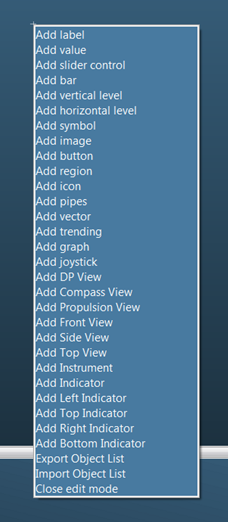 Add label
Add value
Add slider control
Add bar
Add vertical level
Add horizontal level
Add symbol
Add image
Add button
Add region
Add icon
Add pipes
Add vector
Add trending
Add graph
Add joystick
Add DP View
Add Compass View
Add Propulsion View
Add Front View
Add Side View
Add Top View
Add Instrument
Add Indicator
Add Left Indicator
Add Top Indicator
Add Right Indicator
Add Bottom Indicator
Export Object List
Import Object List
Close edit mode